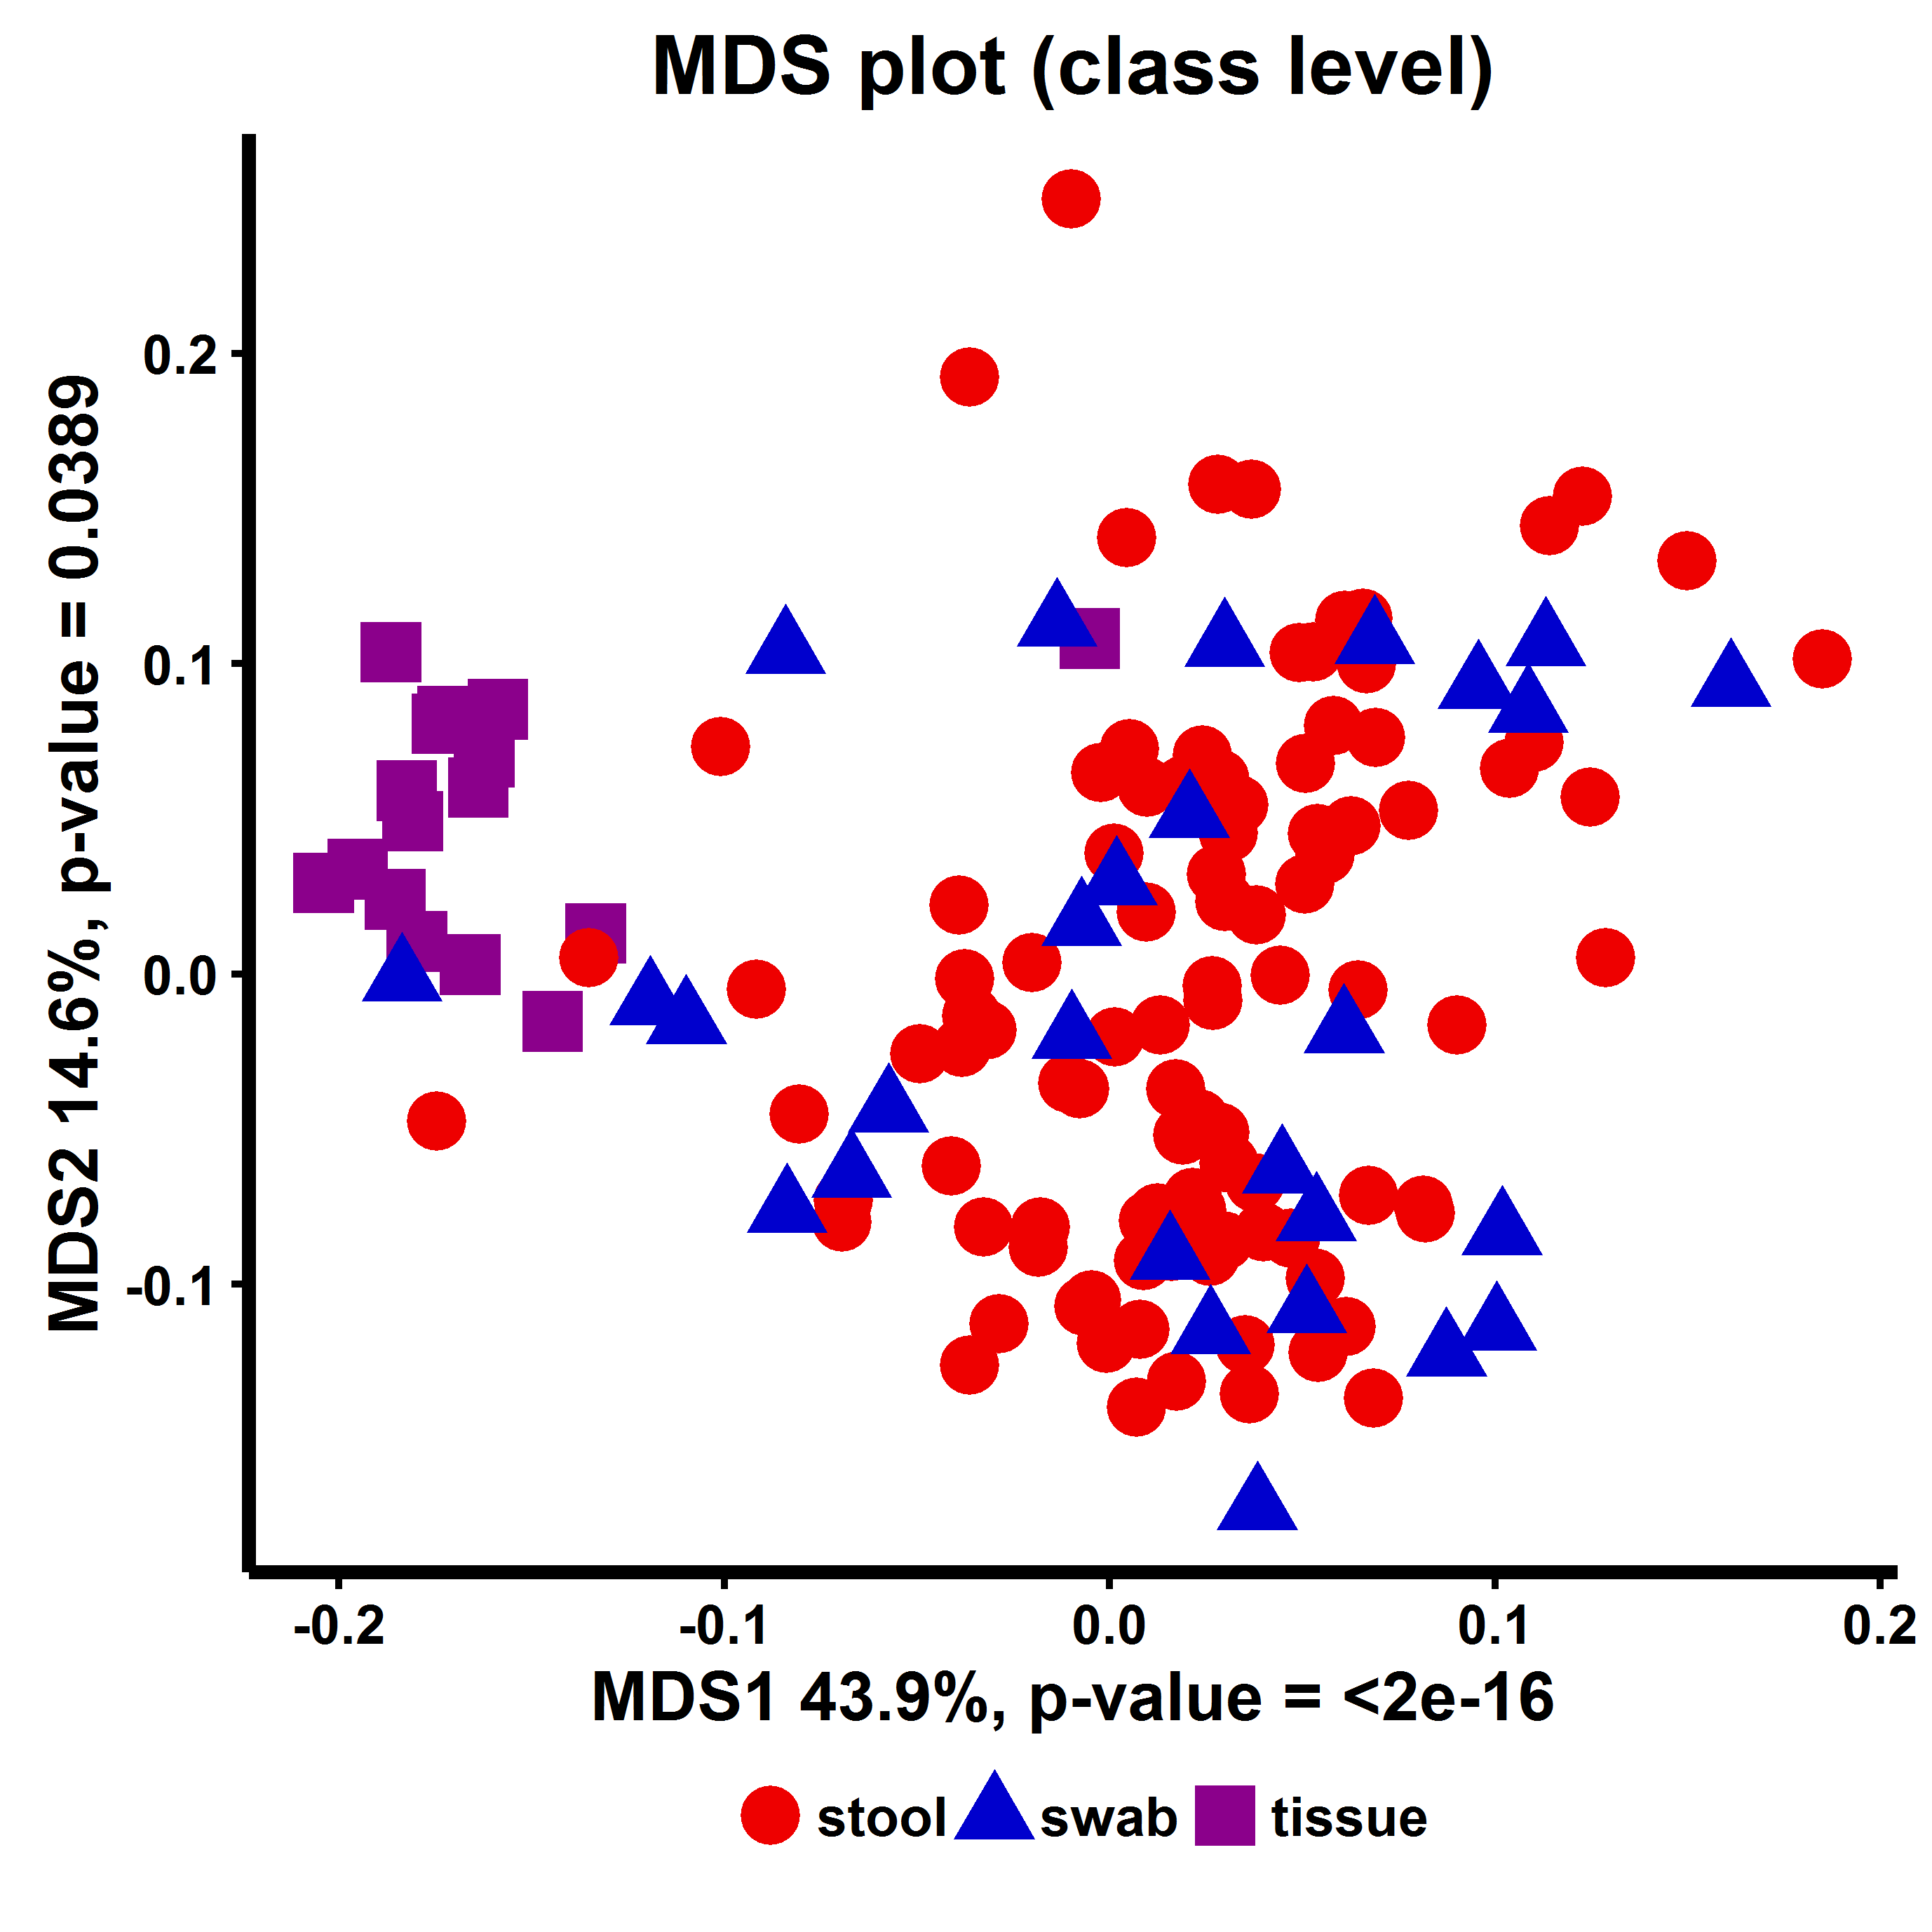 MDS plot (class level)
MDS2 14.6%, p-value = 0.0389
0.2
0.1
0.0
-0.1
-0.2 -0.1 0.0 0.1 0.2
MDS1 43.9%, p-value = <2e-16
stool swab tissue